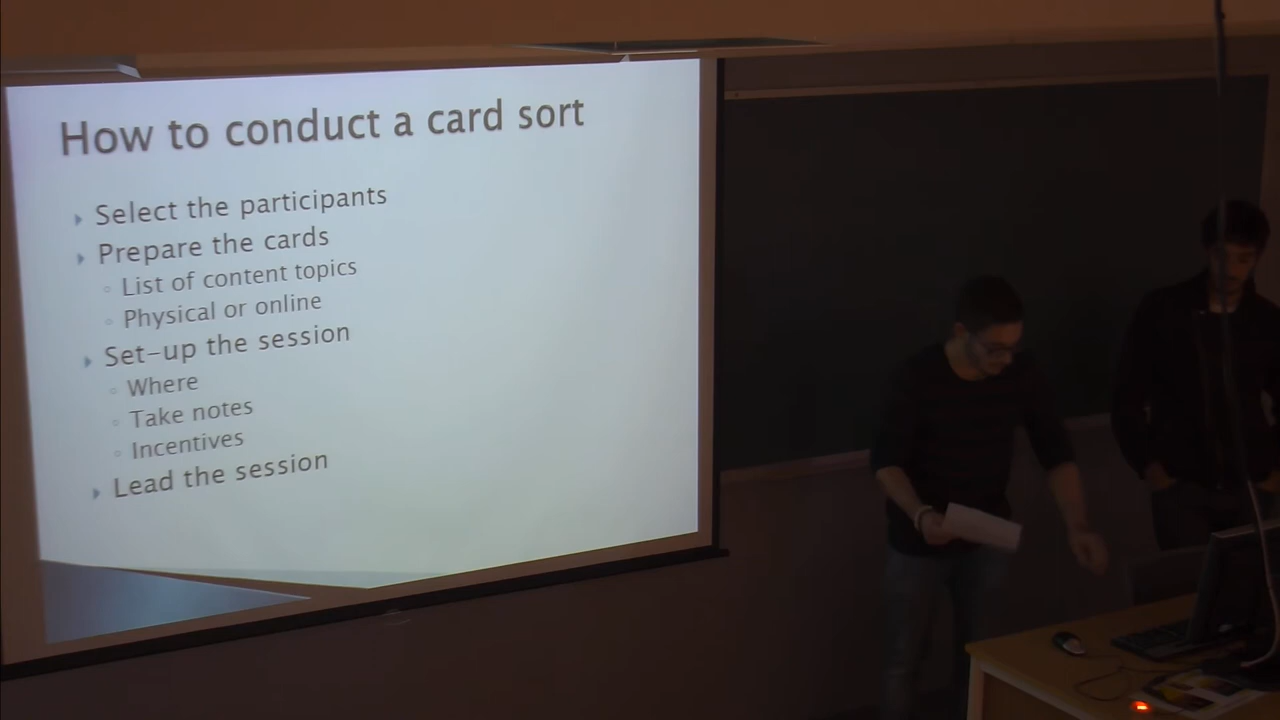 How to conduct a card sort
Select the participants
Prepare the cards
List of content topics
Physical or online
Set-up the session
Where
Take notes
Incentives
Lead the session